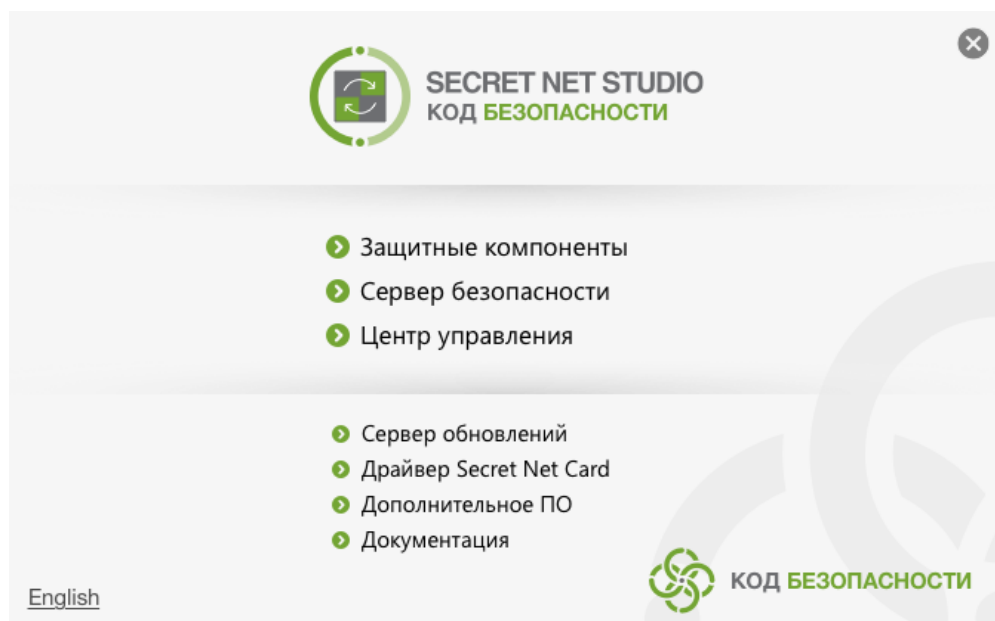 SECRET NET STUDIO
КОД БЕЗОПАСНОСТИ
Защитные компоненты
Сервер безопасности
Центр управления
Сервер обновлений
Драйвер Secret Net Card
Дополнительное ПО
Документация
КОД БЕЗОПАСНОСТИ
English